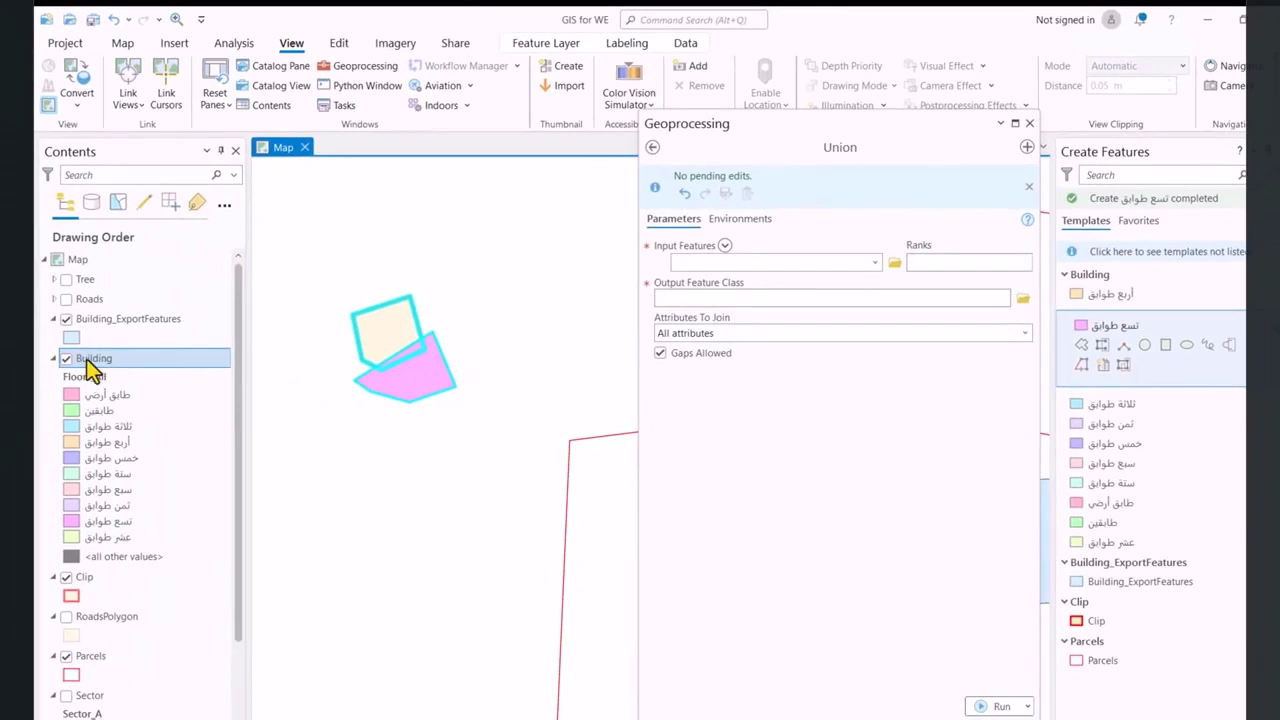 GIS for WE
Command Search (Alt+Q)
Not signed in
?
Project
Map
Insert
Analysis
View
Edit
Imagery
Share
Feature Layer
Labeling
Data
Convert
View
Link Views
Link Cursors
Link
Reset Panes
Catalog Pane
Catalog View
Contents
Geoprocessing
Python Window
Tasks
Workflow Manager
Aviation
Indoors
Windows
Create
Import
Thumbnail
Color Vision Simulator
Accessib
Add
Remove
Enable Location
Depth Priority
Drawing Mode
Illumination
Visual Effect
Camera Effect
Postprocessing Effects
Mode
Automatic
Distance
0.05 m
View Clipping
Naviga
Camera
Navigati
Contents
Search
Drawing Order
Map
Tree
Roads
Building_ExportFeatures
Building
طابق أرضي
طابقين
ثلاثة طوابق
أربع طوابق
خمس طوابق
ستة طوابق
سبع طوابق
ثمن طوابق
تسع طوابق
عشر طوابق
<all other values>
Clip
RoadsPolygon
Parcels
Sector
Sector_A
Map
Geoprocessing
Union
No pending edits.
Parameters
Environments
* Input Features
Ranks
* Output Feature Class
Attributes To Join
All attributes
Gaps Allowed
Run
Create Features
?
Search
Create تسع طوابق completed
Templates
Favorites
Click here to see templates not liste
Building
أربع طوابق
تسع طوابق
ثلاثة طوابق
ثمن طوابق
خمس طوابق
سبع طوابق
ستة طوابق
طابق أرضي
طابقين
عشر طوابق
Building_ExportFeatures
Building_ExportFeatures
Clip
Clip
Parcels
Parcels